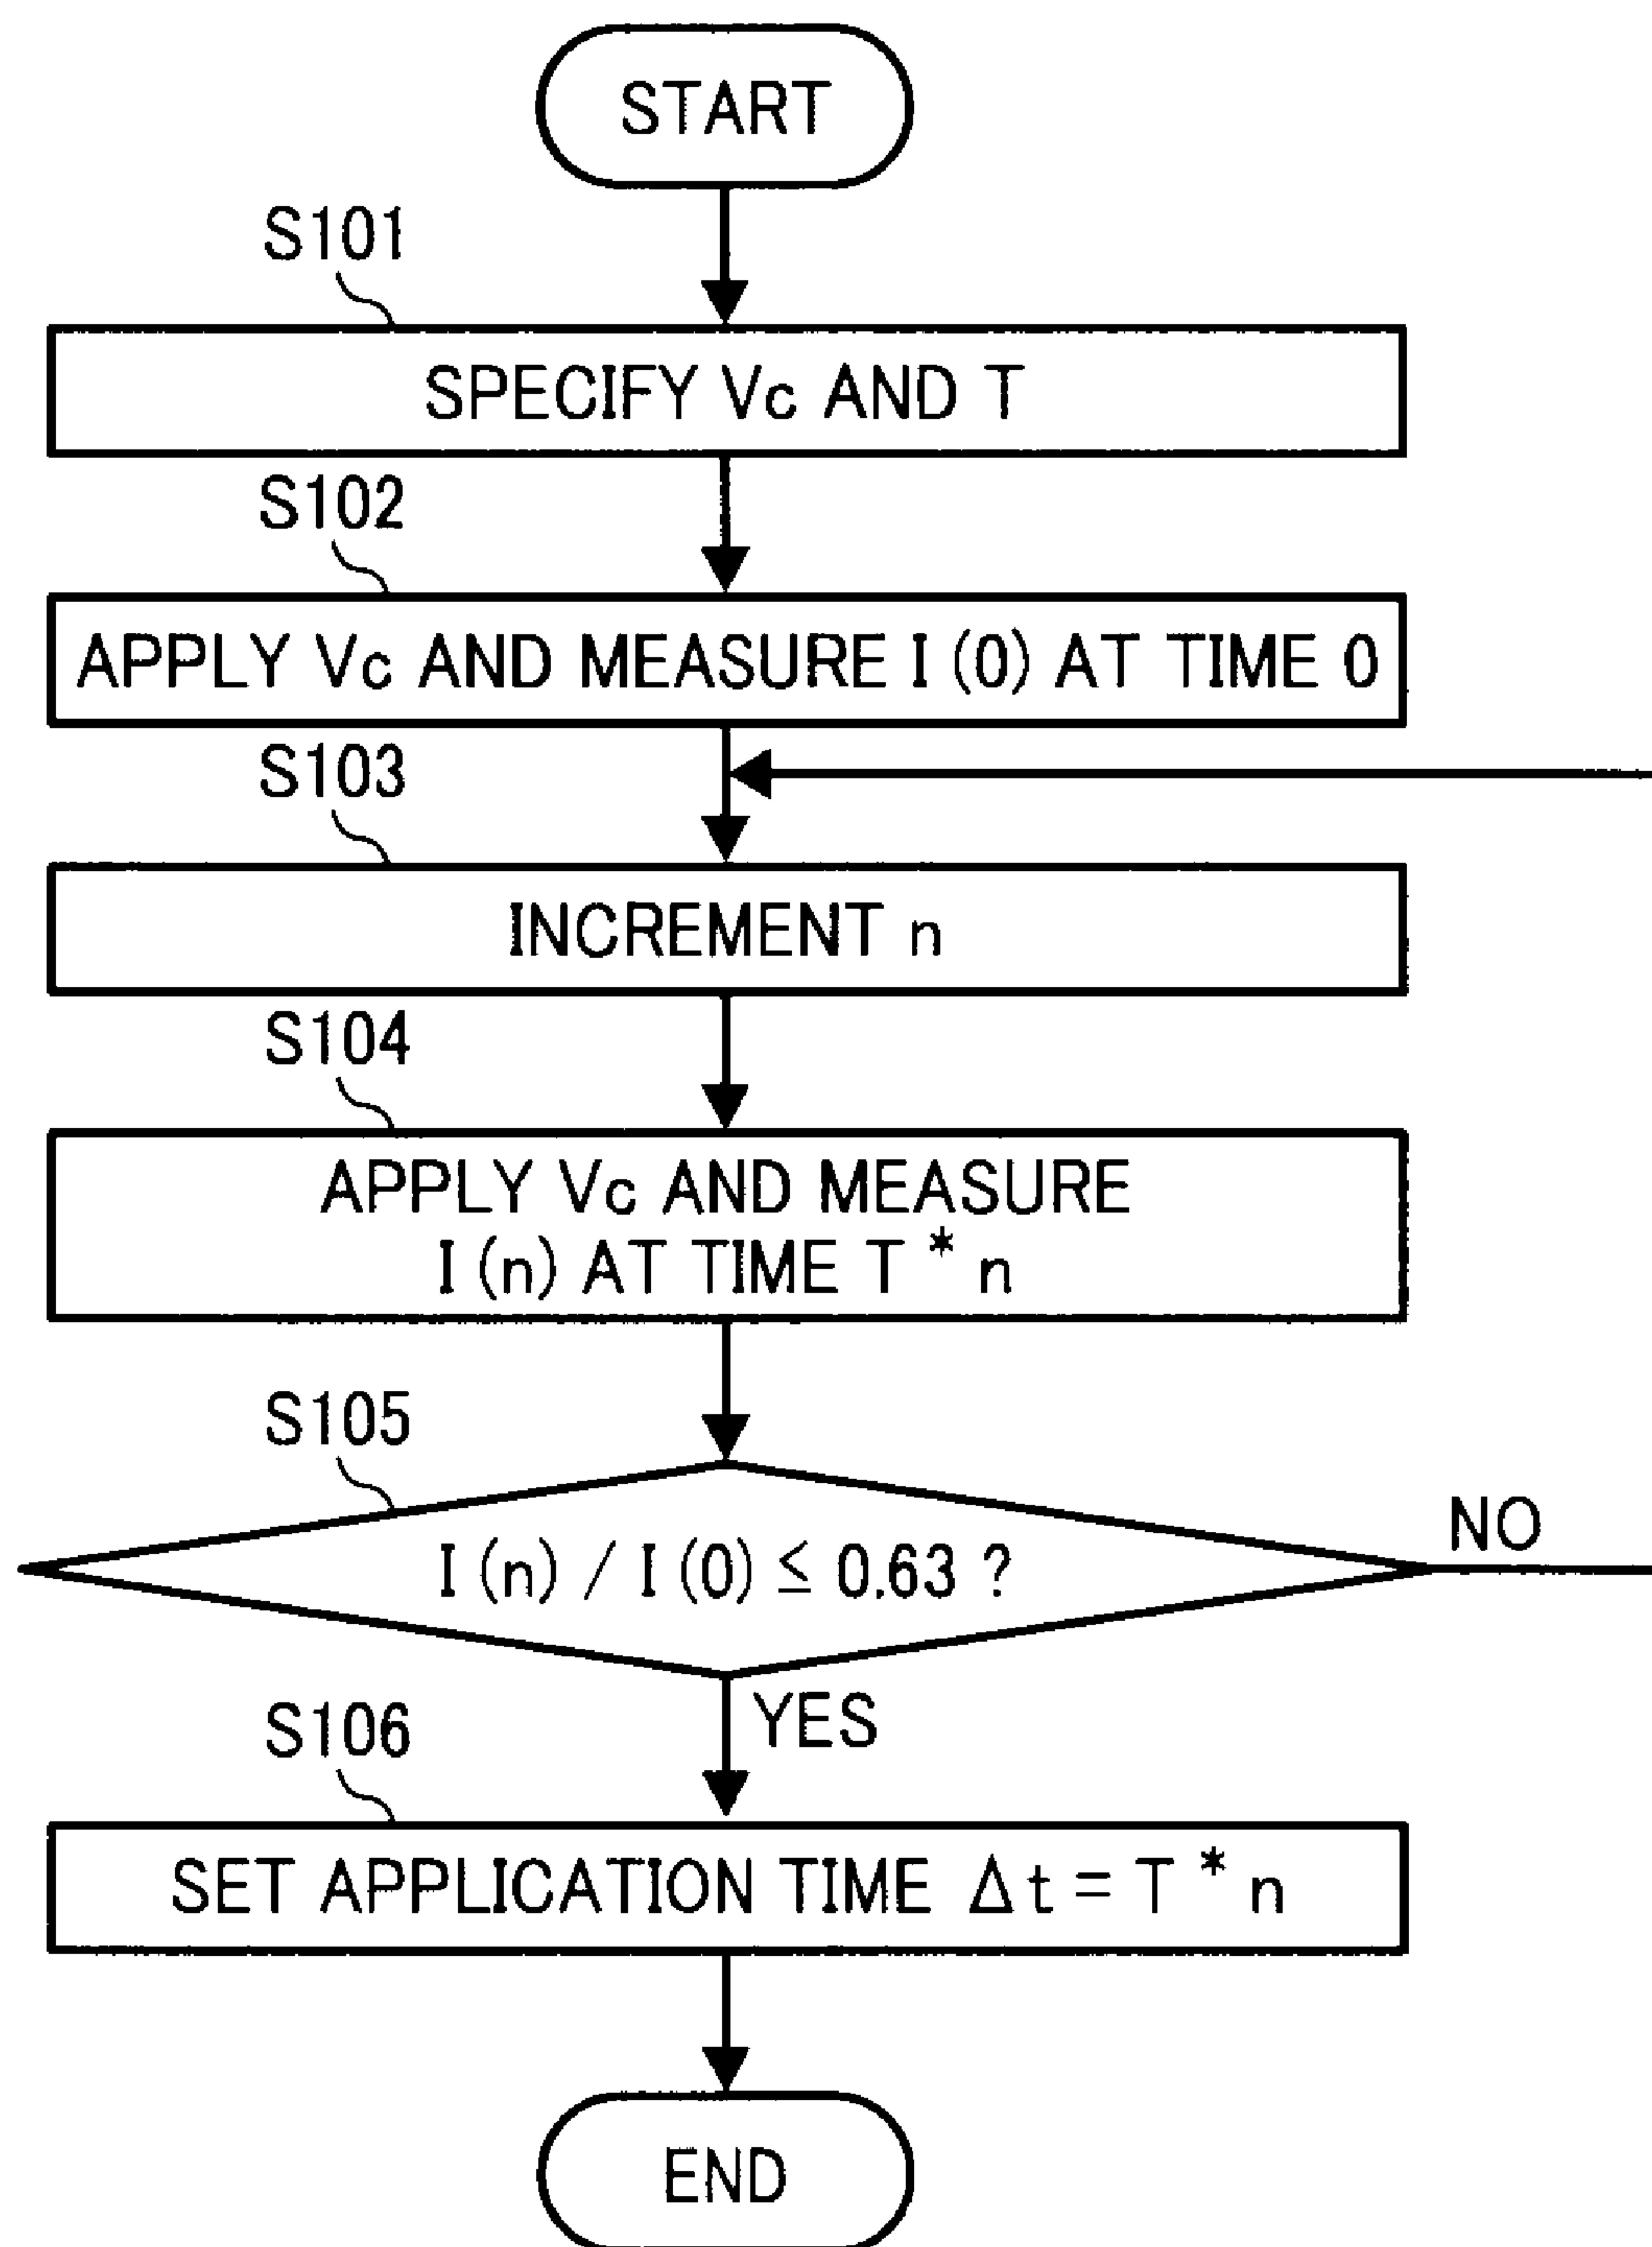 START
S101
SPECIFY Vc AND T
S102
APPLY Vc AND MEASURE I (0) AT TIME 0
S103
INCREMENT n
S104
APPLY Vc AND MEASURE
I (n) AT TIME T * n
S105
I (n) / I (0) ≤ 0.63 ?
NO
YES
S106
SET APPLICATION TIME Δt = T * n
END